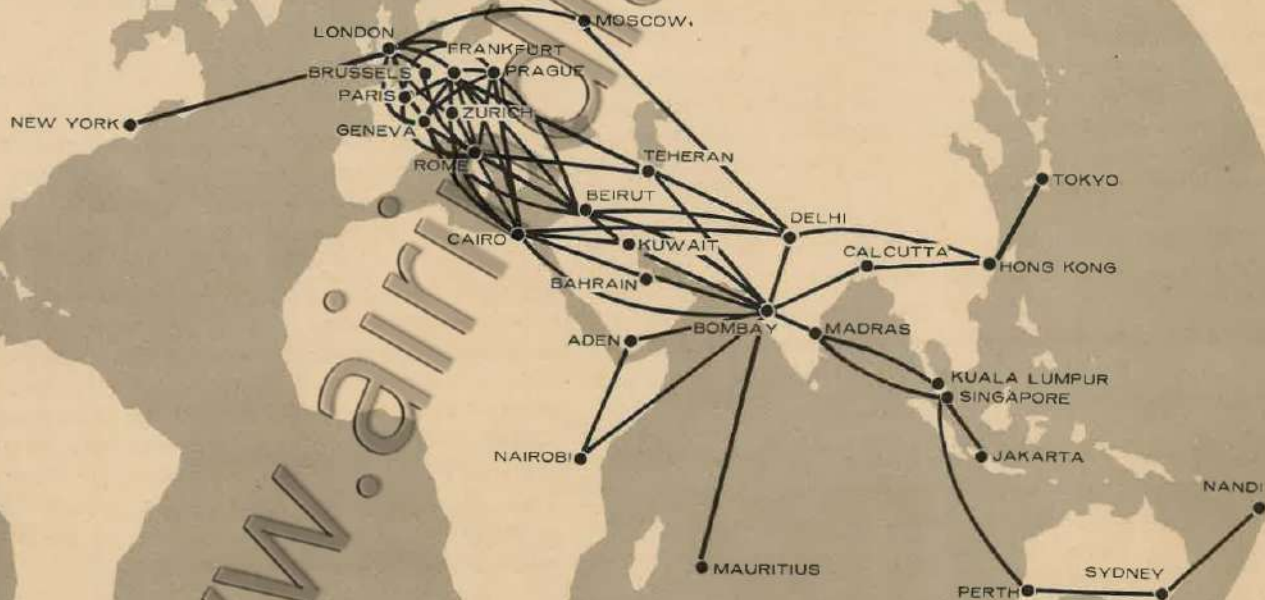 MOSCOW.
LONDON
FRANKFURT
BRUSSELS
PRAGUE
PARIS
ZURICH
NEW YORK
GENEVA
ROME
TEHERAN
TOKYO
BEIRUT
DELHI
CAIRO
KUWAIT
CALCUTTA
HONG KONG
BAHRAIN
BOMBAY
MADRAS
ADEN
KUALA LUMPUR
SINGAPORE
NAIROBI
JAKARTA
NANDI
MAURITIUS
SYDNEY
PERTH